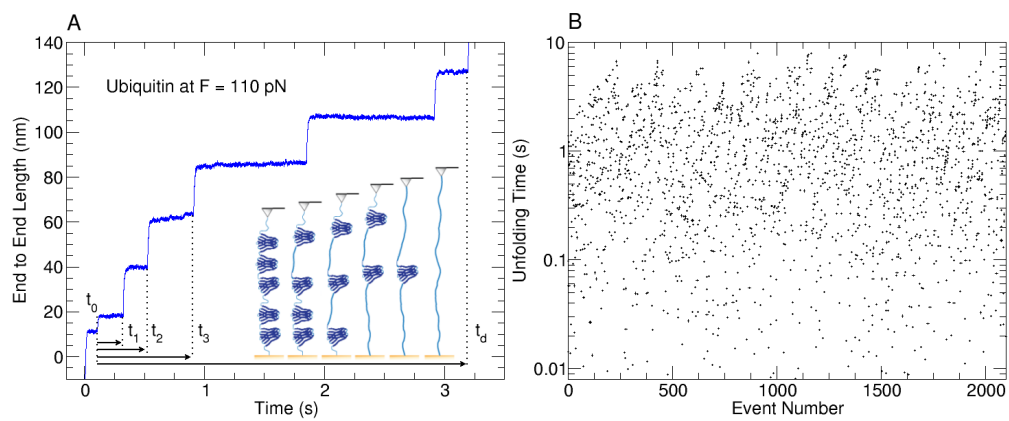 A
140
120
100
80
60
40
20
0
End to End Length (nm)
Ubiquitin at F = 110 pN
t0
t1
t2
t3
td
0
1
2
3
Time (s)
B
10
1
0.1
0.01
Unfolding Time (s)
0
500
1000
1500
2000
Event Number